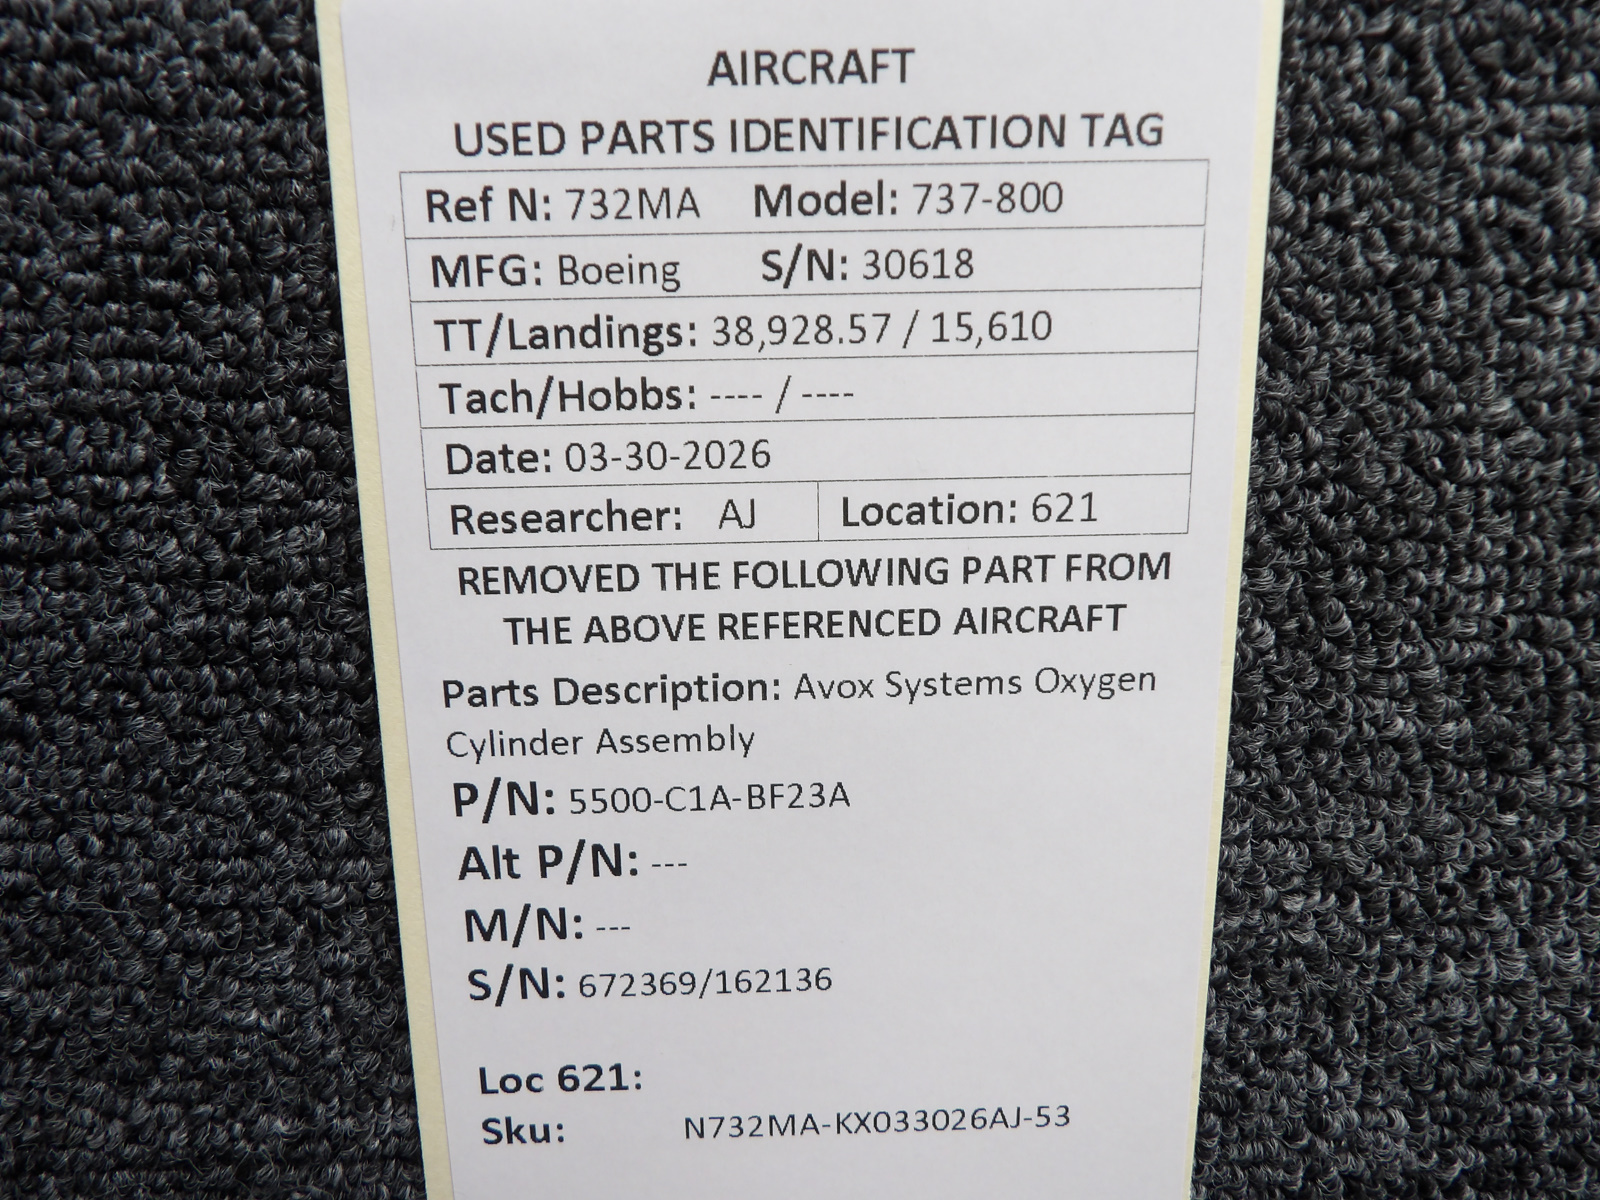 AIRCRAFT
USED PARTS IDENTIFICATION TAG
Ref N: 732MA Model: 737-800
MFG: Boeing S/N: 30618
TT/Landings: 38,928.57 / 15,610
Tach/Hobbs: ---- / ----
Date: 03-30-2026
Researcher: AJ Location: 621
REMOVED THE FOLLOWING PART FROM
THE ABOVE REFERENCED AIRCRAFT
Parts Description: Avox Systems Oxygen
Cylinder Assembly
P/N: 5500-C1A-BF23A
Alt P/N: ---
M/N: ---
S/N: 672369/162136
Loc 621:
Sku: N732MA-KX033026AJ-53